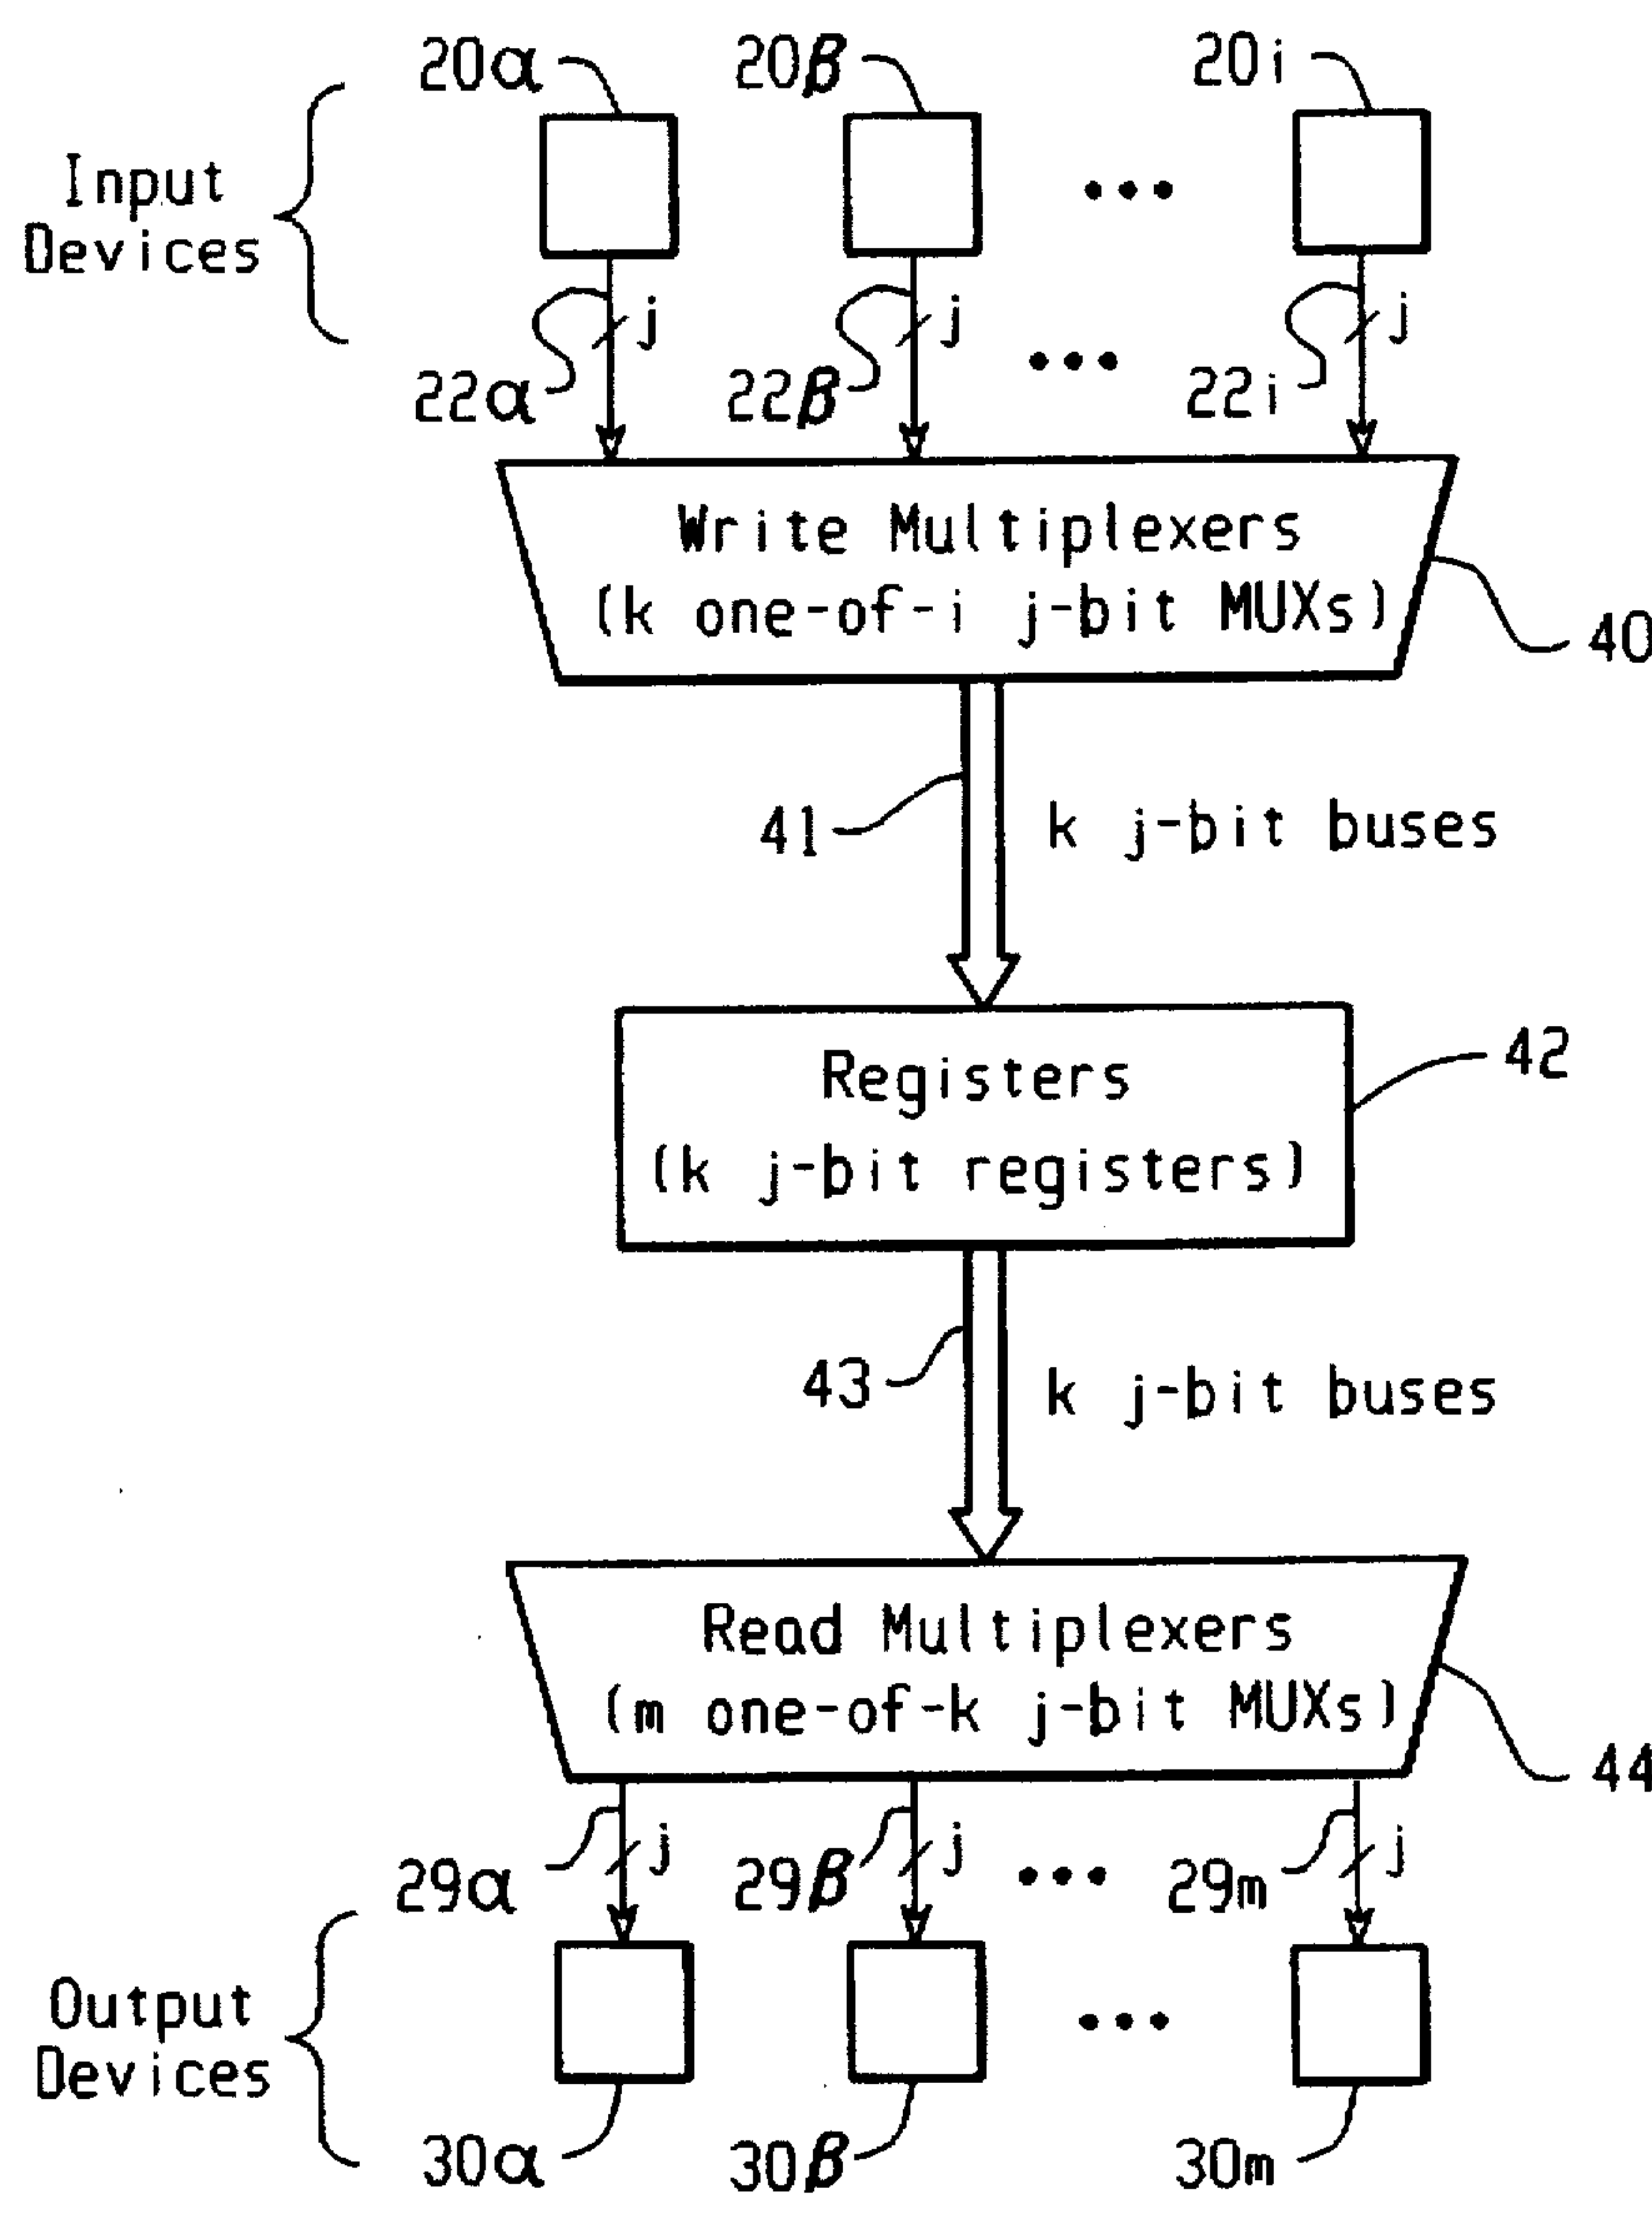 20α 20β 20i
Input
Devices
j j j
22α 22β 22i
Write Multiplexers
(k one-of-i j-bit MUXs)
40
41 k j-bit buses
Registers
42
(k j-bit registers)
43 k j-bit buses
Read Multiplexers
(m one-of-k j-bit MUXs)
44
j j j
29α 29β 29m
Output
Devices
30α 30β 30m